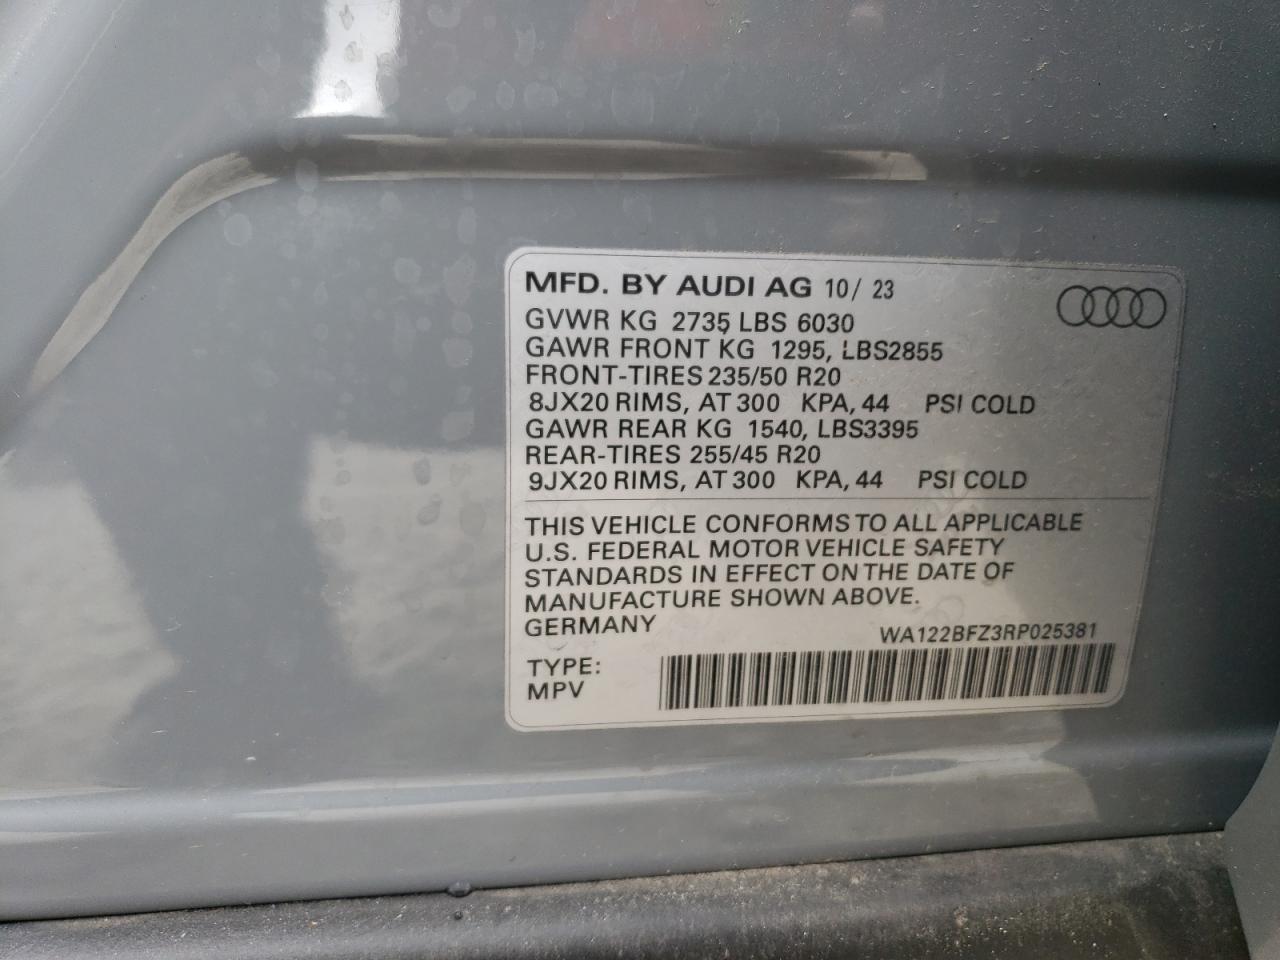 MFD. BY AUDI AG 10/ 23
GVWR KG 2735 LBS 6030
GAWR FRONT KG 1295, LBS2855
FRONT-TIRES 235/50 R20
8JX20 RIMS, AT 300 KPA, 44 PSI COLD
GAWR REAR KG 1540, LBS3395
REAR-TIRES 255/45 R20
9JX20 RIMS, AT 300 KPA, 44 PSI COLD
THIS VEHICLE CONFORMS TO ALL APPLICABLE
U.S. FEDERAL MOTOR VEHICLE SAFETY
STANDARDS IN EFFECT ON THE DATE OF
MANUFACTURE SHOWN ABOVE.
GERMANY
WA122BFZ3RP025381
TYPE:
MPV